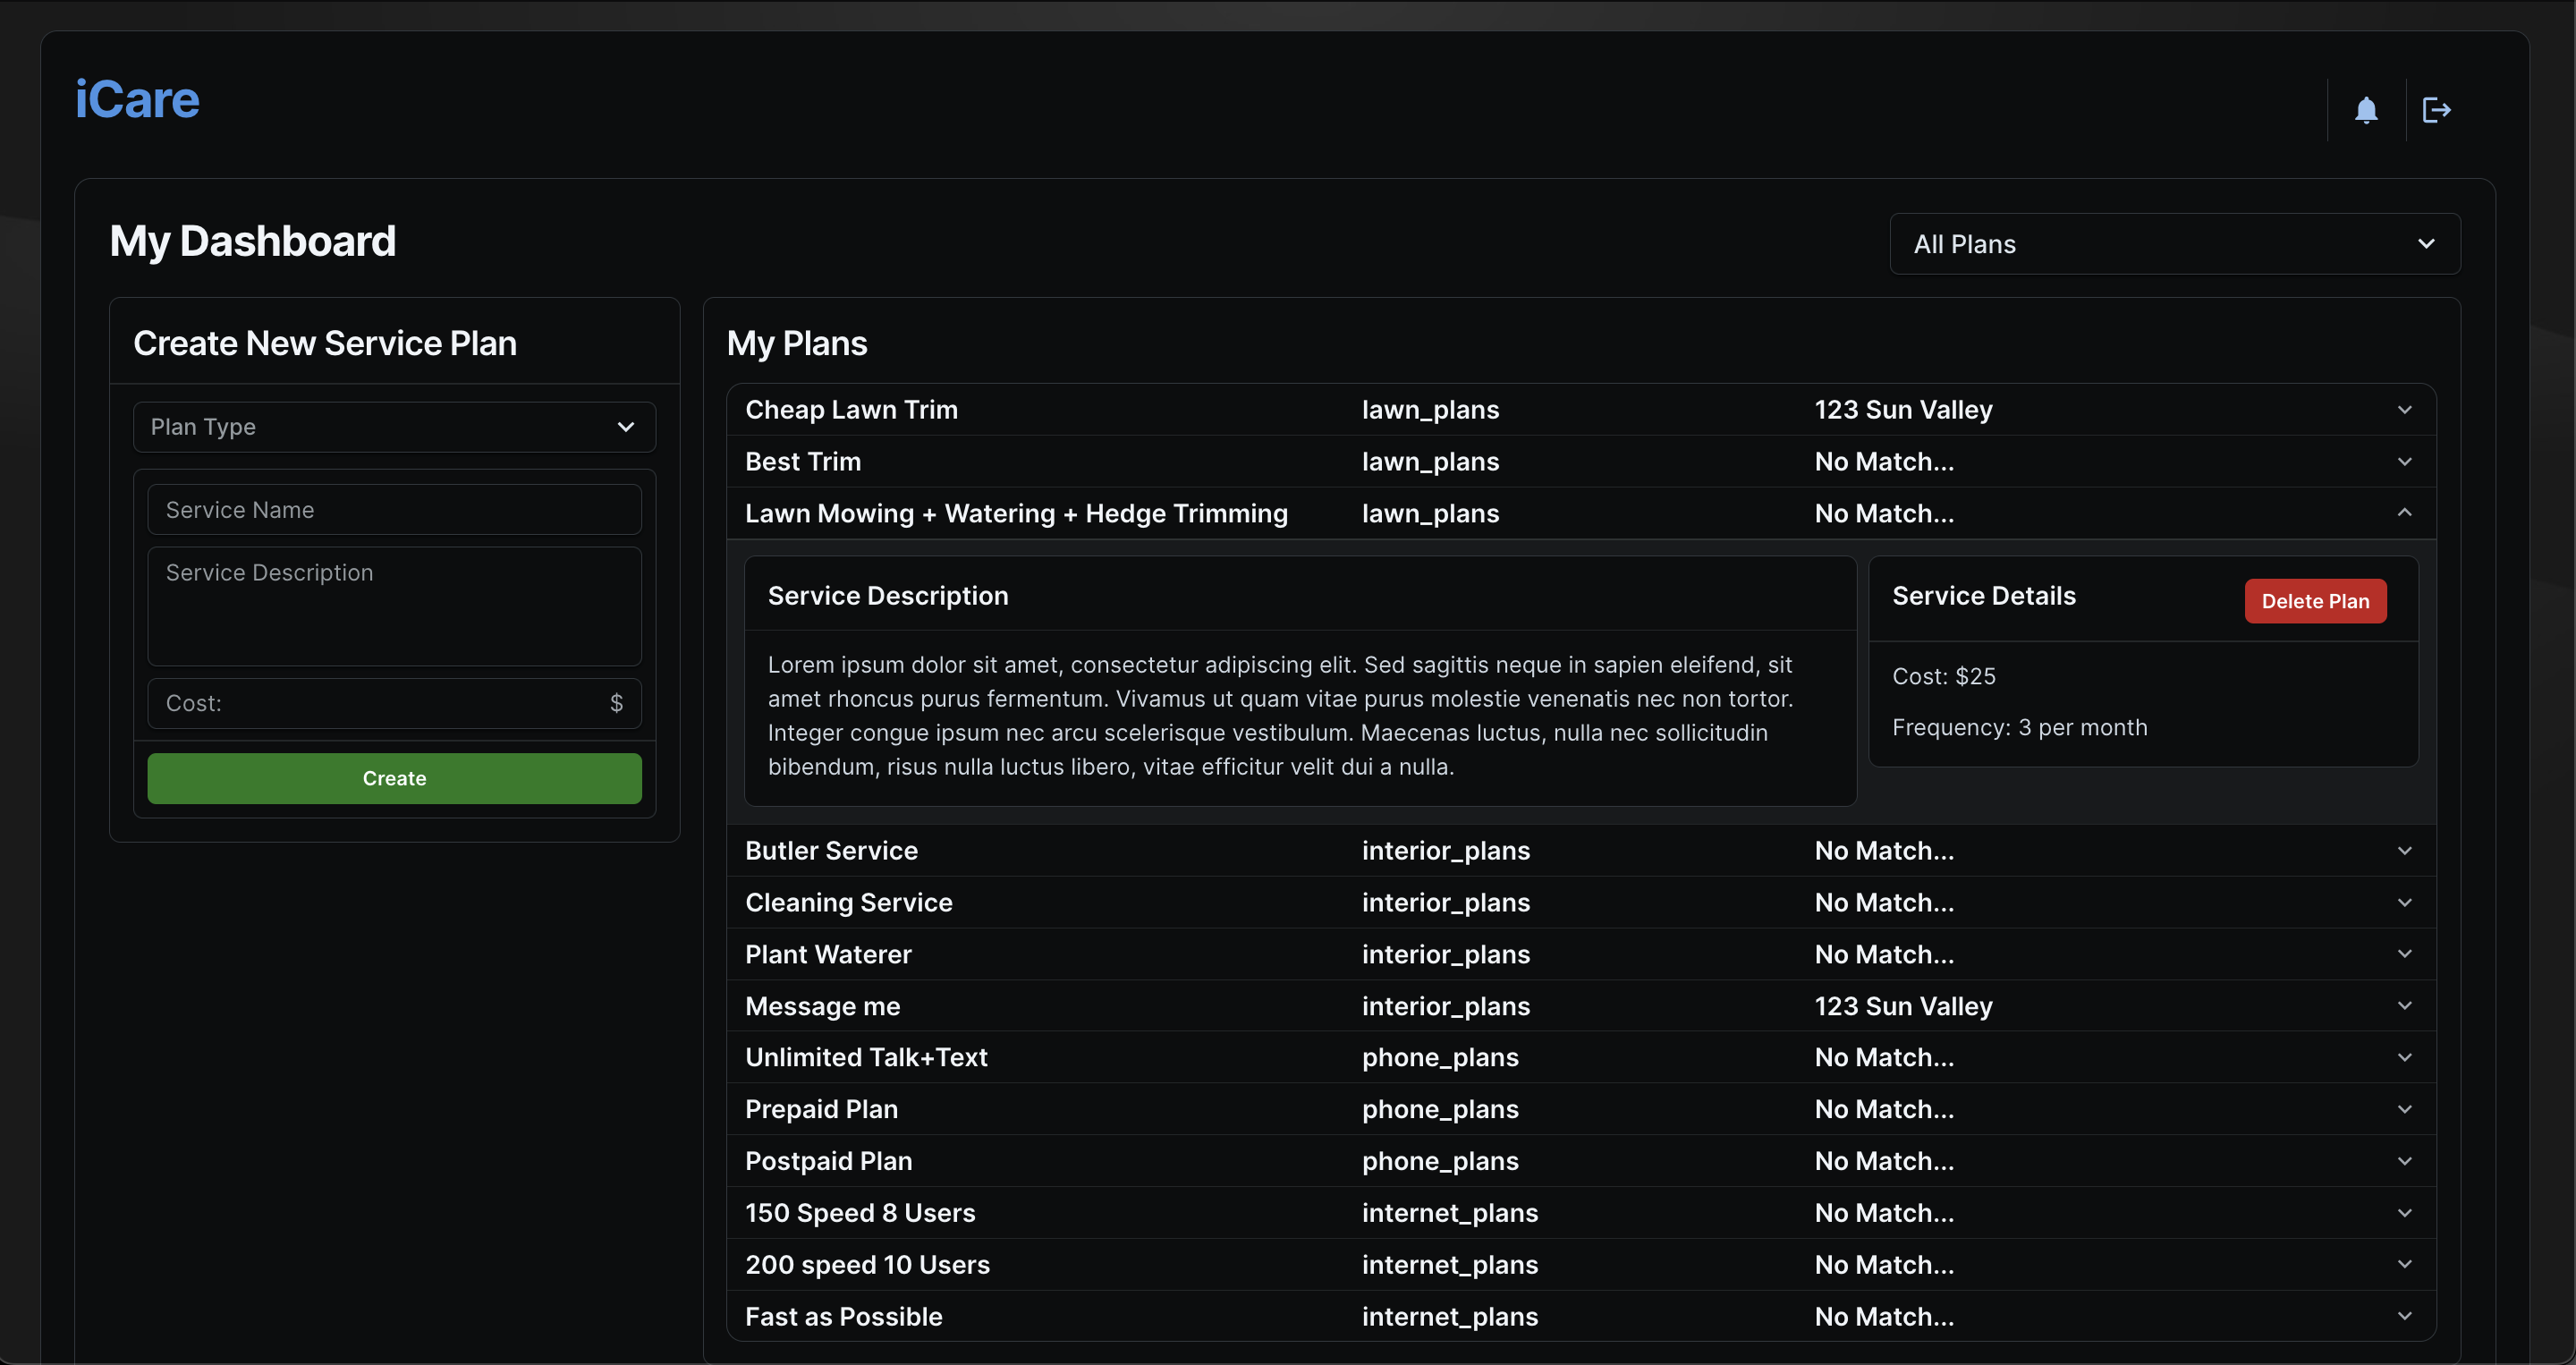 iCare
My Dashboard
All Plans
Create New Service Plan
Plan Type
Service Name
Service Description
Cost: $
Create
My Plans
Cheap Lawn Trim lawn_plans 123 Sun Valley
Best Trim lawn_plans No Match...
Lawn Mowing + Watering + Hedge Trimming lawn_plans No Match...
Service Description
Lorem ipsum dolor sit amet, consectetur adipiscing elit. Sed sagittis neque in sapien eleifend, sit
amet rhoncus purus fermentum. Vivamus ut quam vitae purus molestie venenatis nec non tortor.
Integer congue ipsum nec arcu scelerisque vestibulum. Maecenas luctus, nulla nec sollicitudin
bibendum, risus nulla luctus libero, vitae efficitur velit dui a nulla.
Service Details
Delete Plan
Cost: $25
Frequency: 3 per month
Butler Service interior_plans No Match...
Cleaning Service interior_plans No Match...
Plant Waterer interior_plans No Match...
Message me interior_plans 123 Sun Valley
Unlimited Talk+Text phone_plans No Match...
Prepaid Plan phone_plans No Match...
Postpaid Plan phone_plans No Match...
150 Speed 8 Users internet_plans No Match...
200 speed 10 Users internet_plans No Match...
Fast as Possible internet_plans No Match...